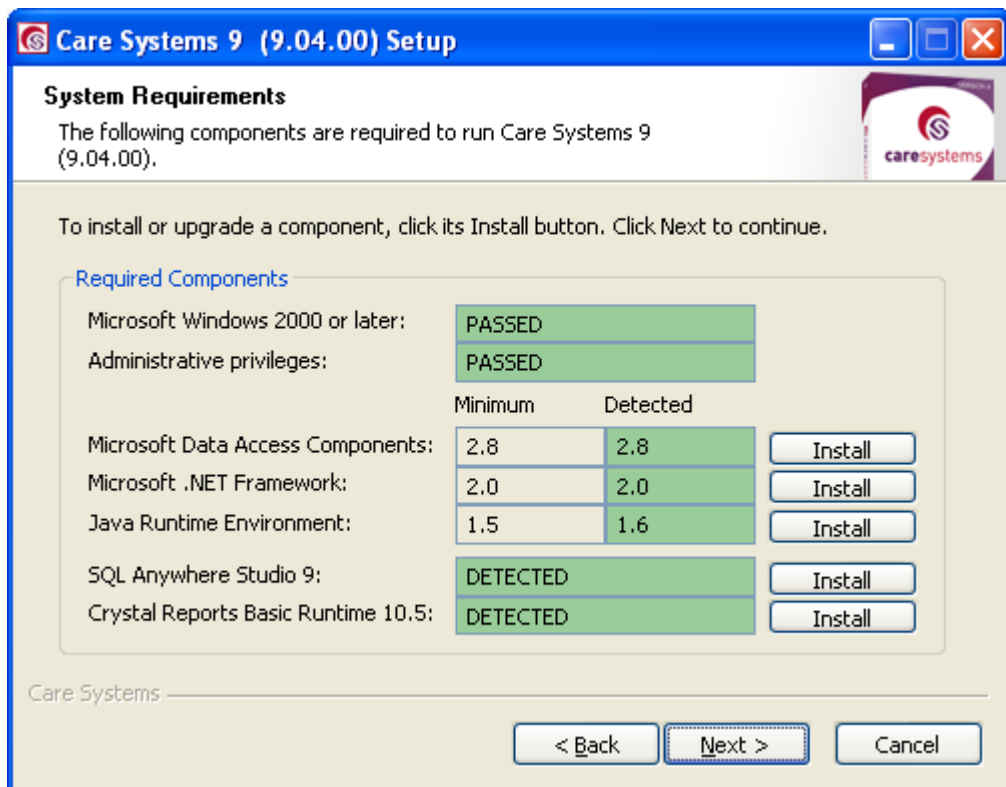 Care Systems 9 (9.04.00) Setup
System Requirements
The following components are required to run Care Systems 9
(9.04.00).
caresystems
To install or upgrade a component, click its Install button. Click Next to continue.
Required Components
Microsoft Windows 2000 or later: PASSED
Administrative privileges: PASSED
Minimum Detected
Microsoft Data Access Components: 2.8 2.8 Install
Microsoft .NET Framework: 2.0 2.0 Install
Java Runtime Environment: 1.5 1.6 Install
SQL Anywhere Studio 9: DETECTED Install
Crystal Reports Basic Runtime 10.5: DETECTED Install
Care Systems
< Back Next > Cancel